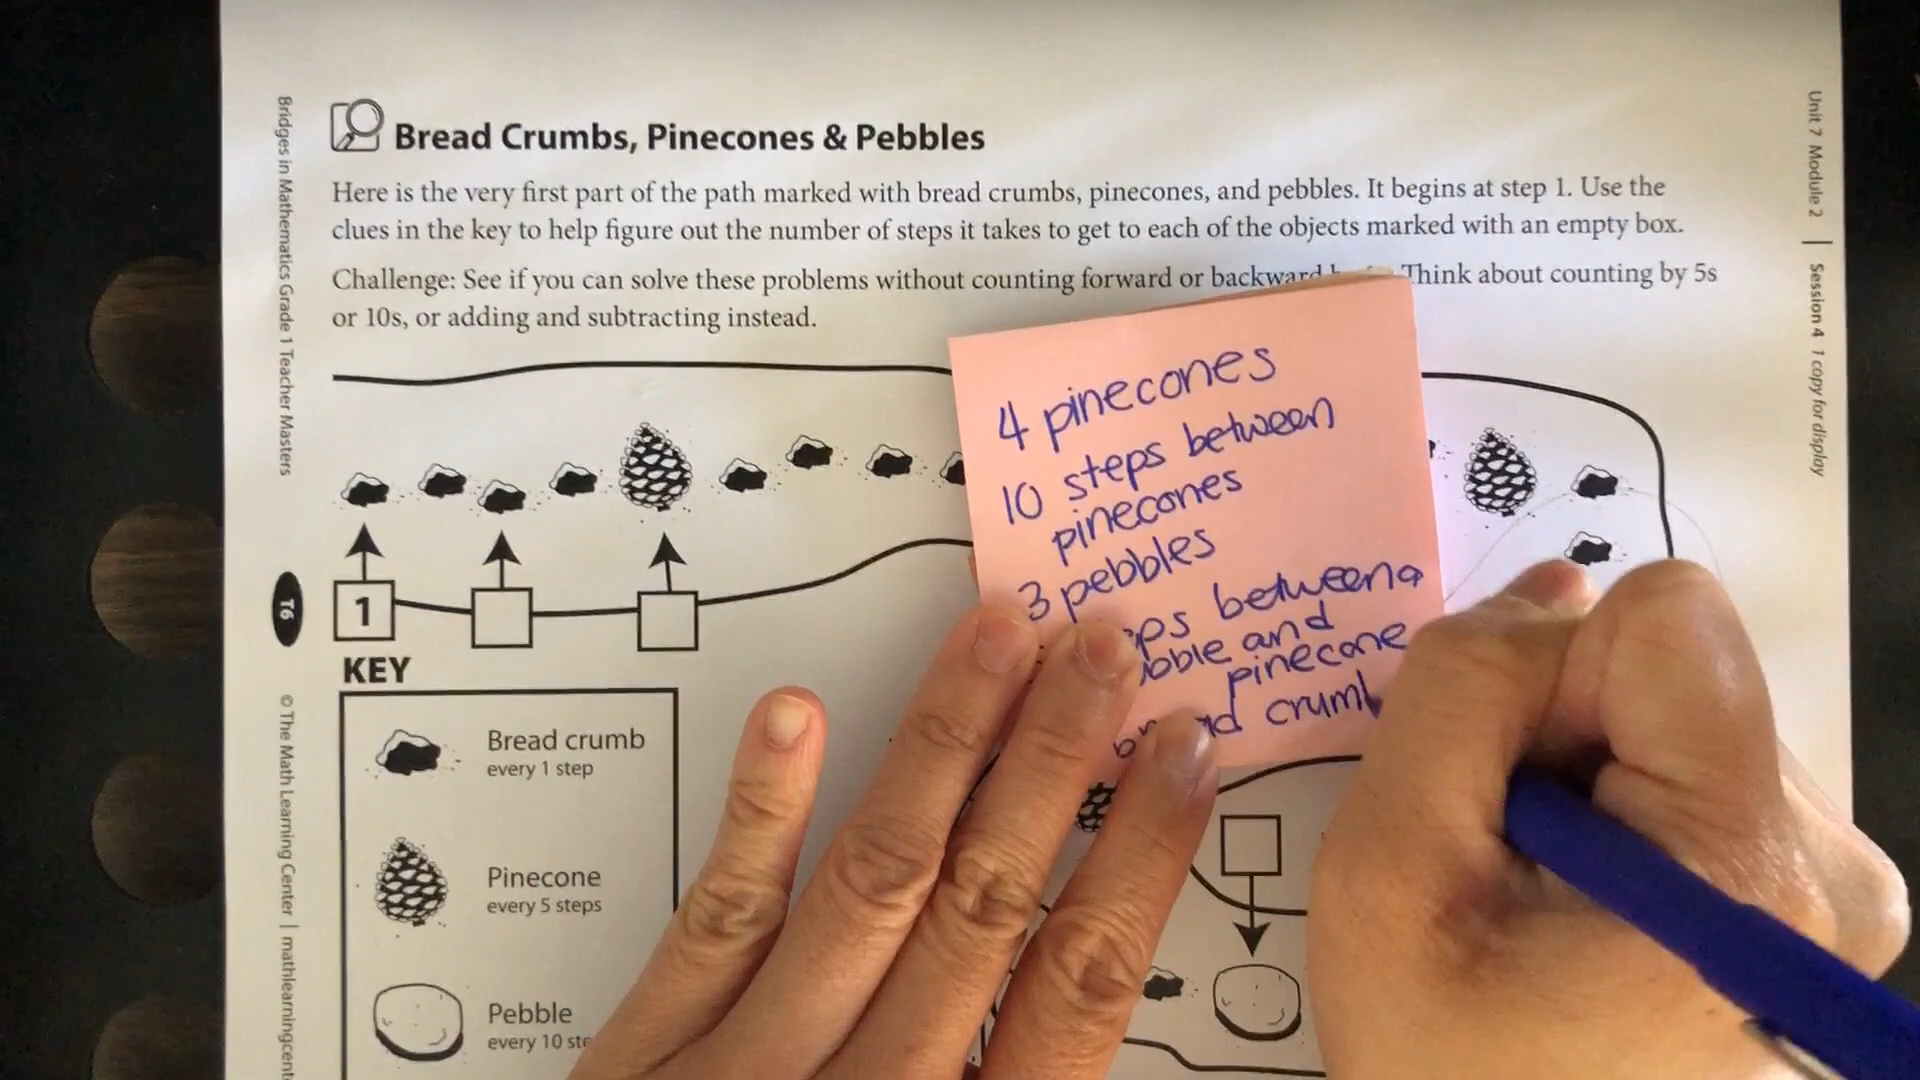 Bread Crumbs, Pinecones & Pebbles
Here is the very first part of the path marked with bread crumbs, pinecones, and pebbles. It begins at step 1. Use the
clues in the key to help figure out the number of steps it takes to get to each of the objects marked with an empty box.
Challenge: See if you can solve these problems without counting forward or backward Think about counting by 5s
or 10s, or adding and subtracting instead.
4 pinecones
10 steps between
pinecones
3 pebbles
between a
and
pinecone
1
KEY
Bread crumb
every 1 step
Pinecone
every 5 steps
Pebble
every 10
Bridges in Mathematics Grade 1 Teacher Masters
T6
© The Math Learning Center | mathlearningcent
Unit 7 Module 2 | Session 4 1 copy for display